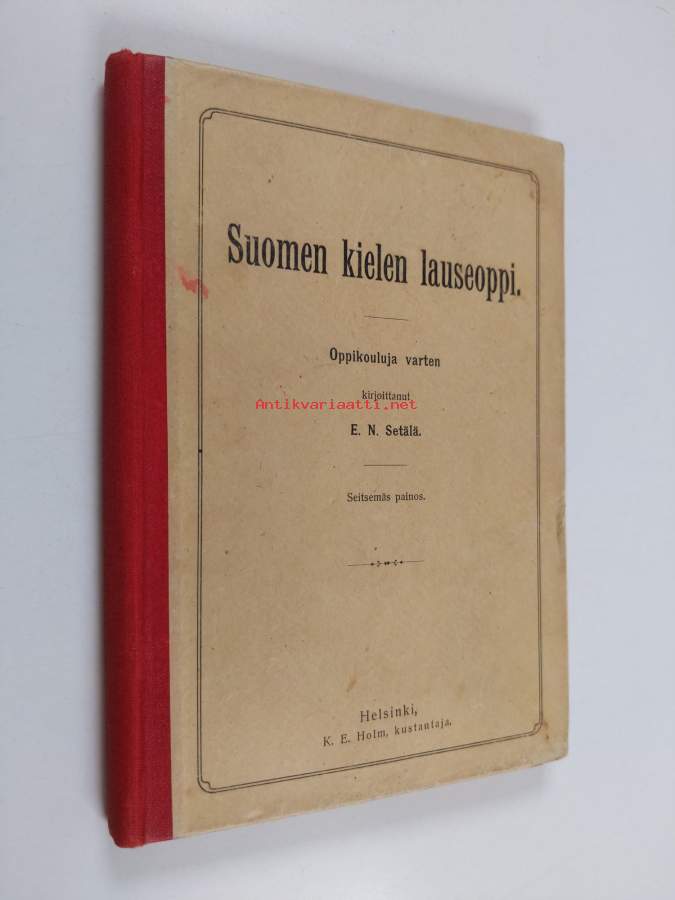 Suomen kielen lauseoppi.
Oppikouluja varten
kirjoittanut
Antikvariaatti.net
E. N. Setälä.
Seitsemäs painos.
Helsinki,
K. E. Holm, kustantaja.